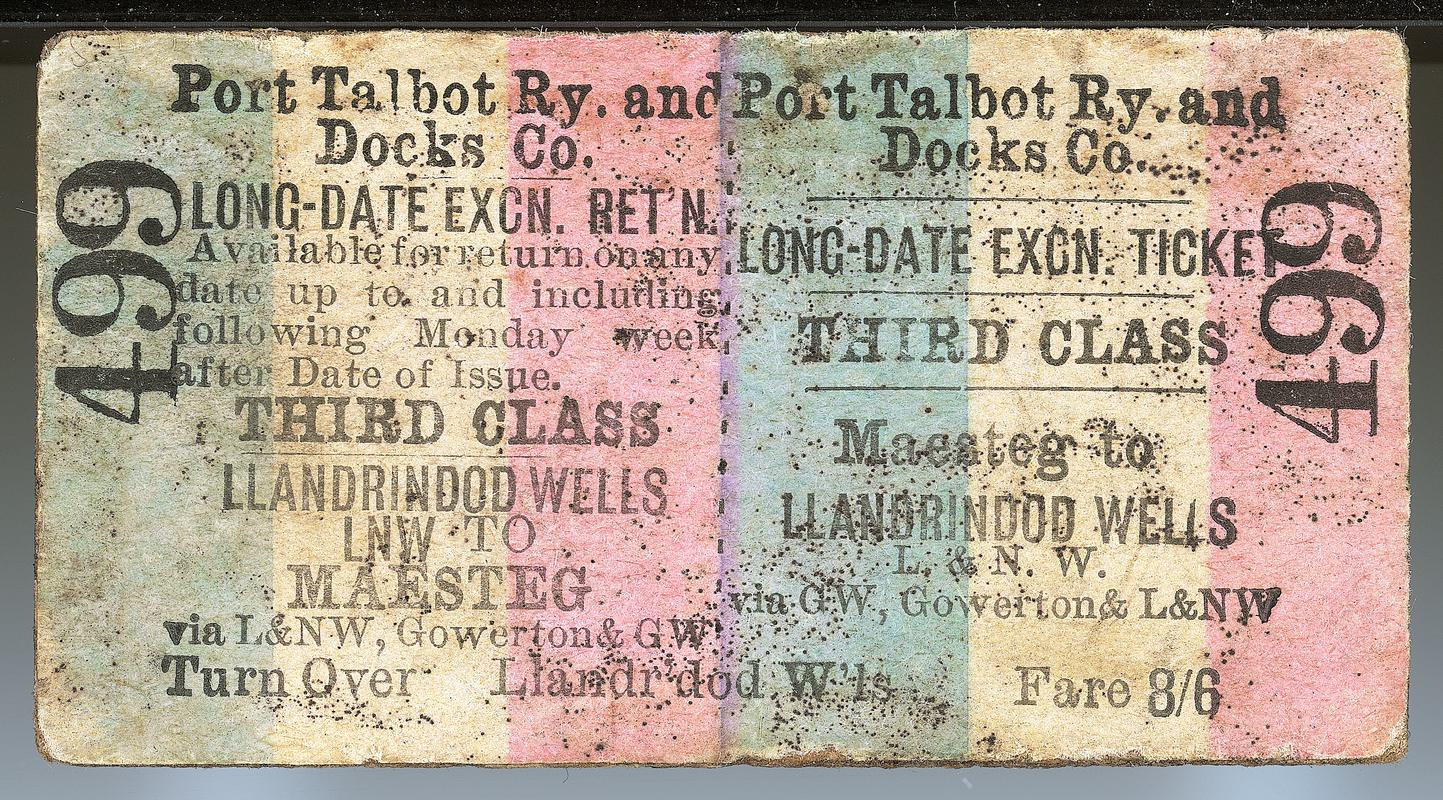 499
Port Talbot Ry. and
Docks Co.
LONG-DATE EXCN. RET'N.
Available for return on any
date up to and including
following Monday week
after Date of Issue.
THIRD CLASS
LLANDRINDOD WELLS
LNW TO
MAESTEG
via L&NW, Gowerton & GW
Turn Over Llandr'dod W'ls
Port Talbot Ry. and
Docks Co.
LONG-DATE EXCN. TICKET
THIRD CLASS
Maesteg to
LLANDRINDOD WELLS
L. & N. W.
via GW, Gowerton & L&NW
Fare 8/6
499